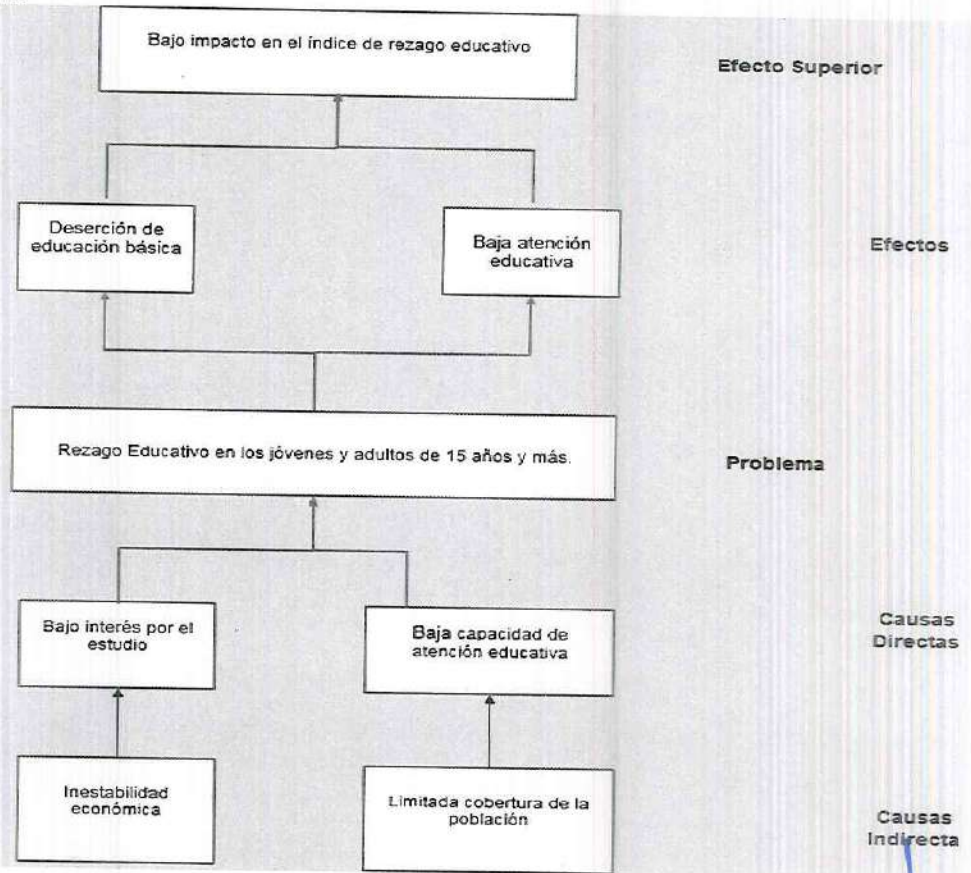 Bajo impacto en el índice de rezago educativo
Efecto Superior
Deserción de
educación básica
Baja atención
educativa
Efectos
Rezago Educativo en los jóvenes y adultos de 15 años y más.
Problema
Bajo interés por el
estudio
Baja capacidad de
atención educativa
Causas
Directas
Inestabilidad
económica
Limitada cobertura de la
población
Causas
Indirecta